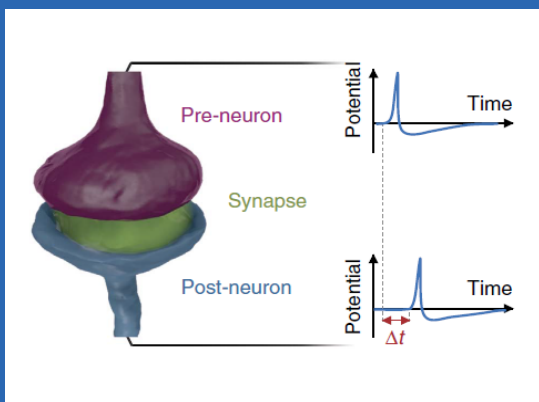 Pre-neuron
Synapse
Post-neuron
Potential
Time
Potential
Time
Δt